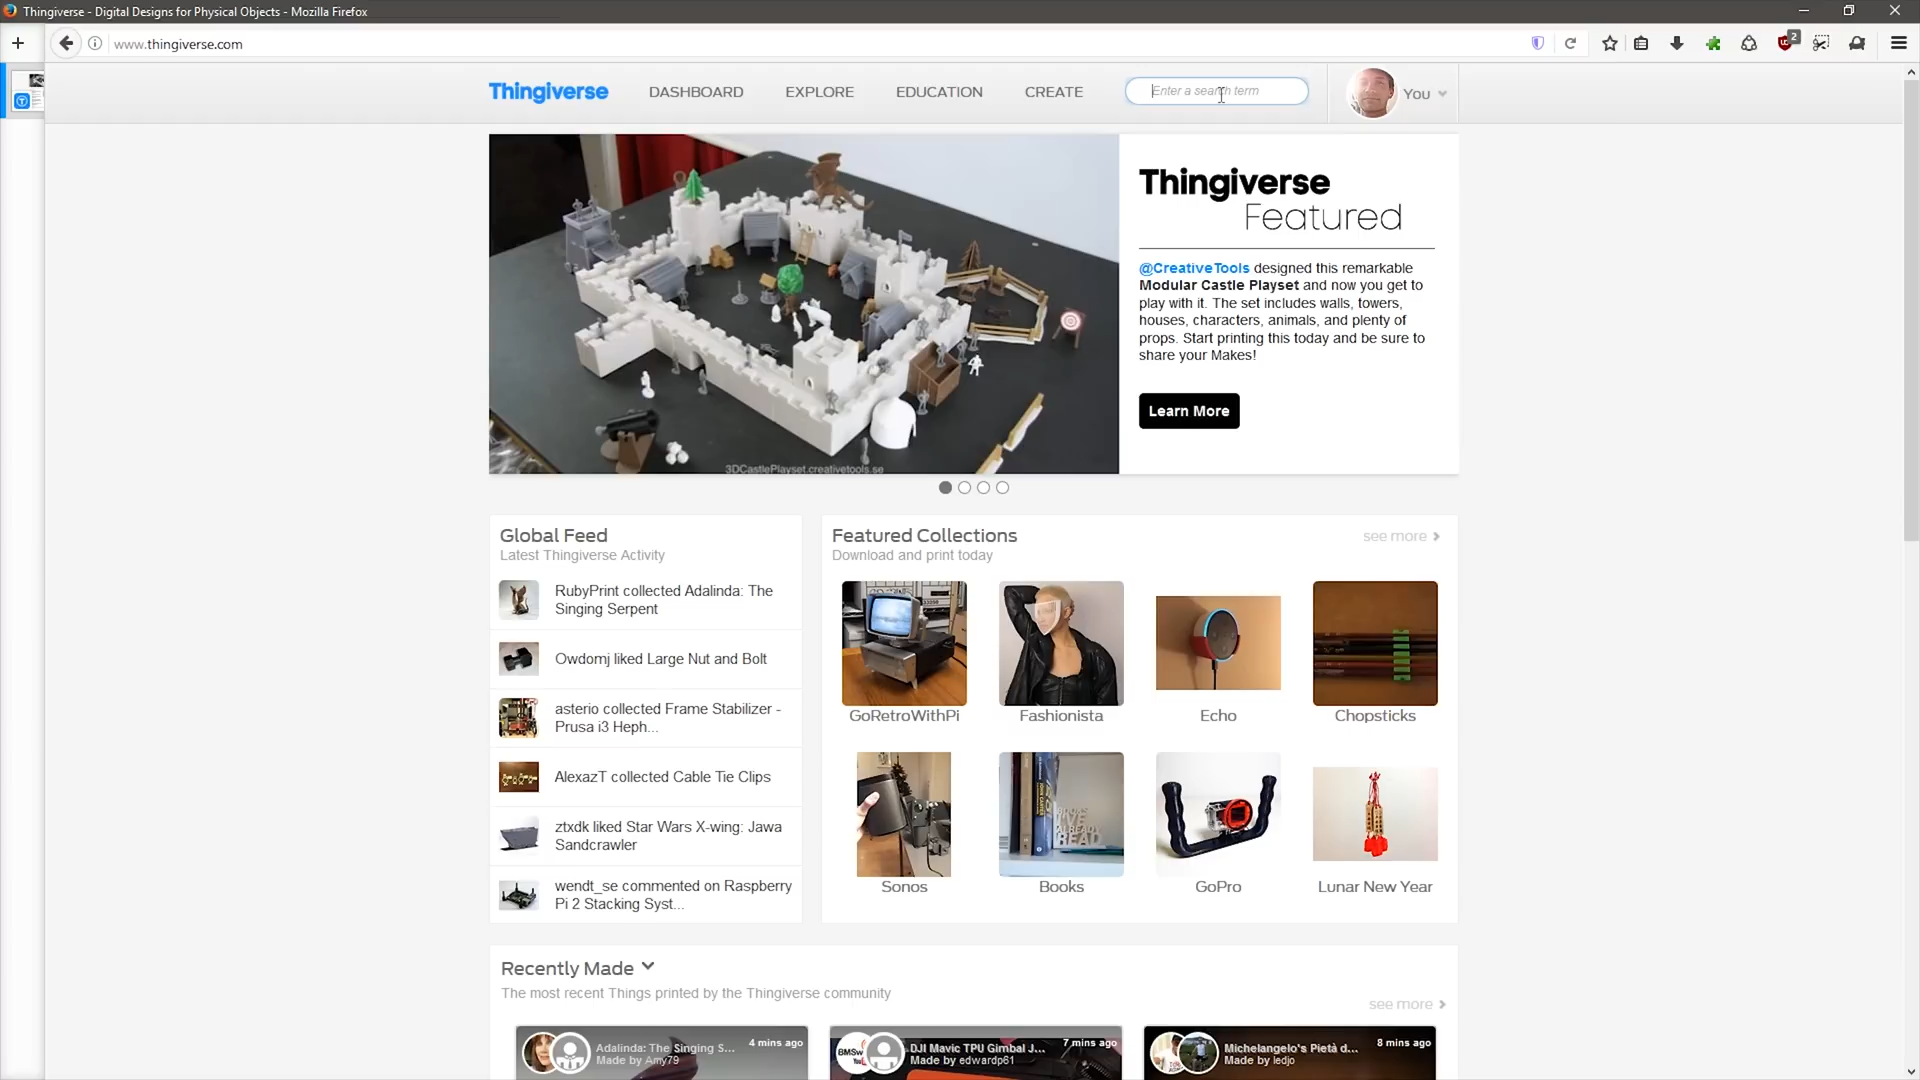 Thingiverse - Digital Designs for Physical Objects - Mozilla Firefox
www.thingiverse.com
2
Thingiverse
DASHBOARD
EXPLORE
EDUCATION
CREATE
Enter a search term
You
Thingiverse
Featured
@CreativeTools designed this remarkable
Modular Castle Playset and now you get to
play with it. The set includes walls, towers,
houses, characters, animals, and plenty of
props. Start printing this today and be sure to
share your Makes!
Learn More
3DCastlePlayset.creativetools.se
Global Feed
Latest Thingiverse Activity
RubyPrint collected Adalinda: The
Singing Serpent
Owdomj liked Large Nut and Bolt
asterio collected Frame Stabilizer -
Prusa i3 Heph...
AlexazT collected Cable Tie Clips
ztxdk liked Star Wars X-wing: Jawa
Sandcrawler
wendt_se commented on Raspberry
Pi 2 Stacking Syst...
Featured Collections
see more
Download and print today
GoRetroWithPi
Fashionista
Echo
Chopsticks
BOOKS
I'VE
ALREADY
READ
Sonos
Books
GoPro
Lunar New Year
Recently Made
The most recent Things printed by the Thingiverse community
see more
Adalinda: The Singing S...
4 mins ago
Made by Amy79
BMSw
DJI Mavic TPU Gimbal J...
7 mins ago
Made by edwardp61
Michelangelo's Pietà d...
8 mins ago
Made by ledjo